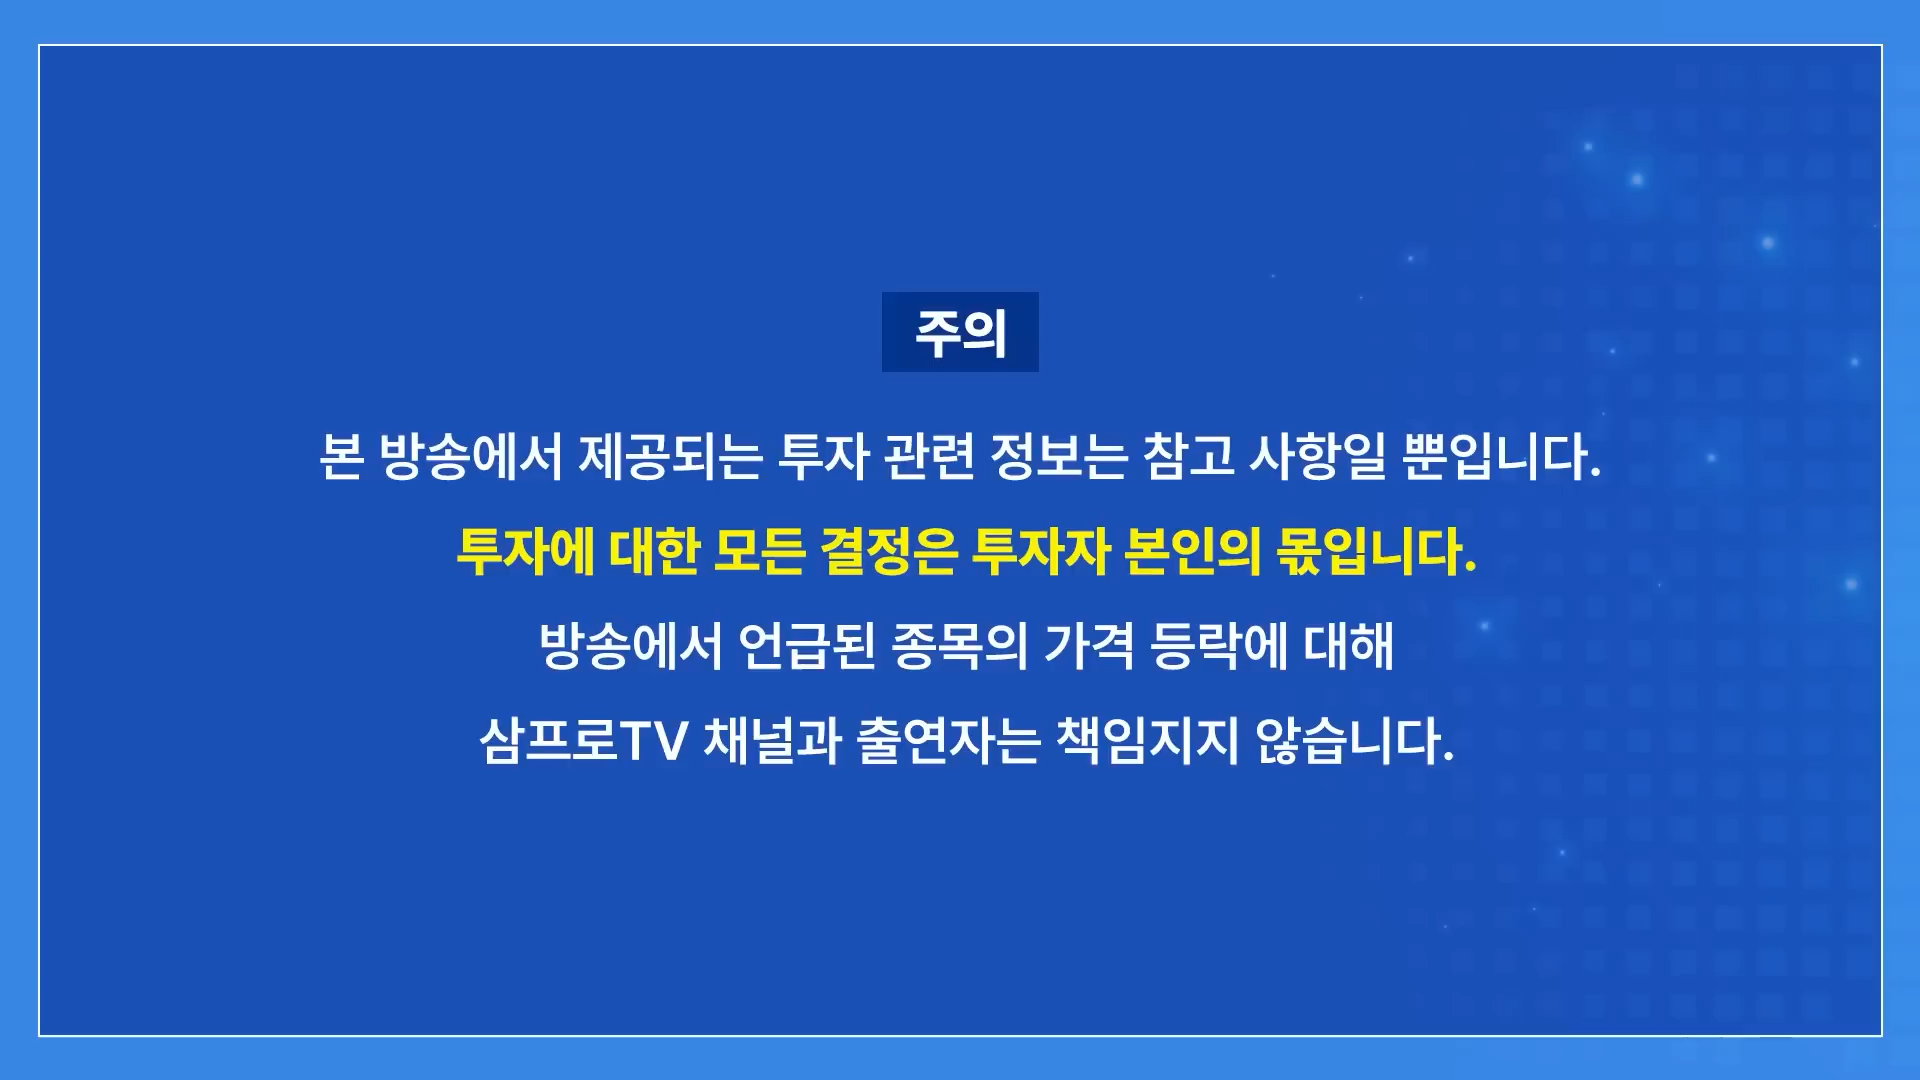 주의
본 방송에서 제공되는 투자 관련 정보는 참고 사항일 뿐입니다.
투자에 대한 모든 결정은 투자자 본인의 몫입니다.
방송에서 언급된 종목의 가격 등락에 대해
삼프로TV 채널과 출연자는 책임지지 않습니다.